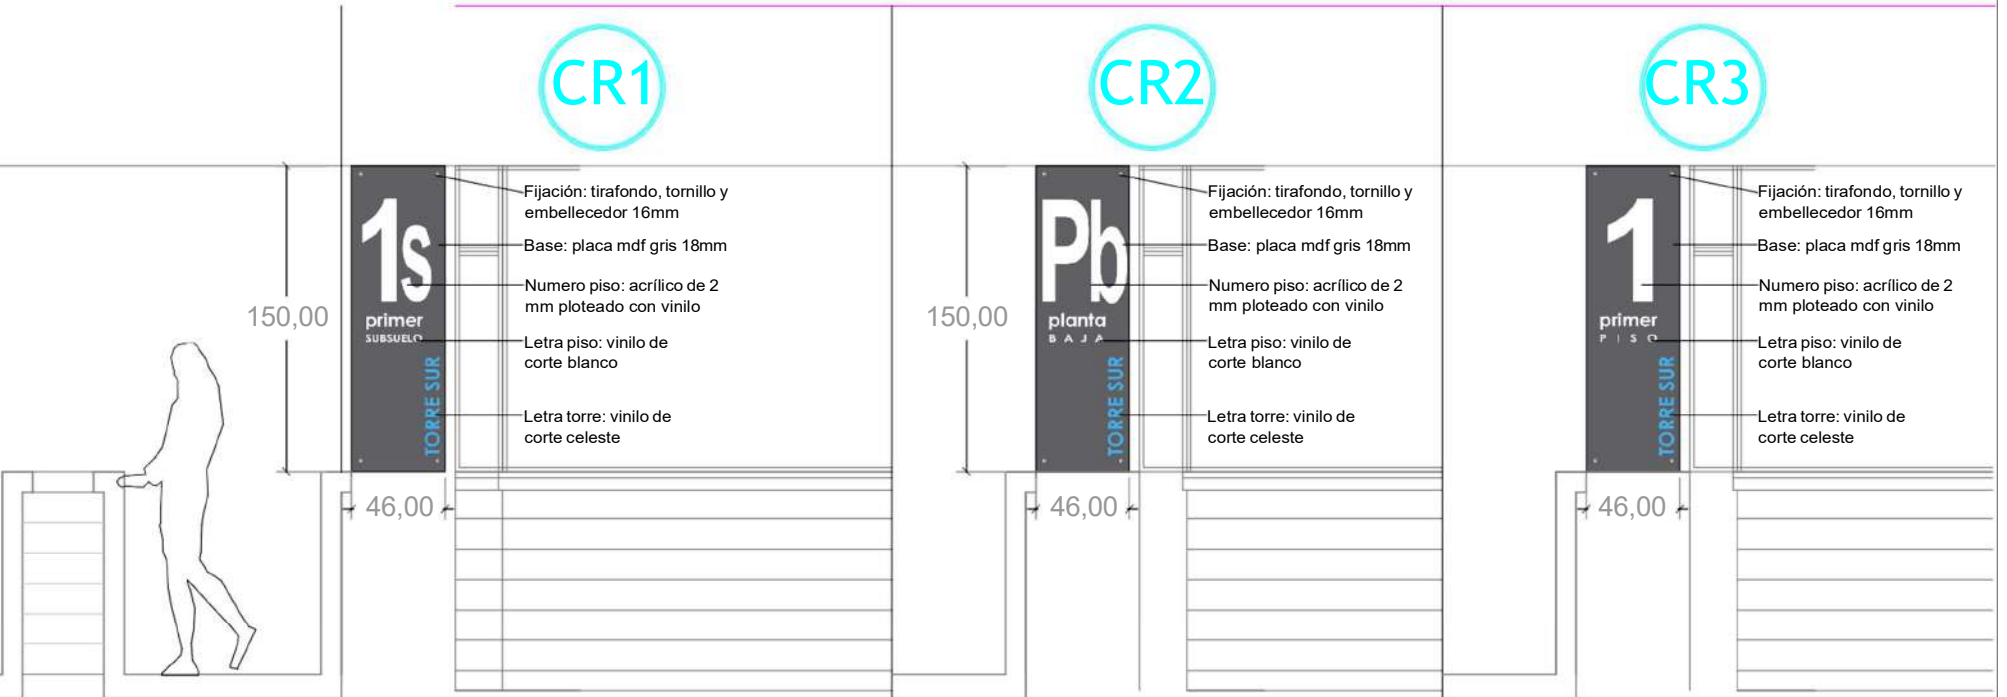 CR1
1s
primer
SUBSUELO
TORRE SUR
Fijación: tirafondo, tornillo y
embellecedor 16mm
Base: placa mdf gris 18mm
Numero piso: acrílico de 2
mm ploteado con vinilo
Letra piso: vinilo de
corte blanco
Letra torre: vinilo de
corte celeste
150,00
46,00
CR2
Pb
planta
BAJA
TORRE SUR
Fijación: tirafondo, tornillo y
embellecedor 16mm
Base: placa mdf gris 18mm
Numero piso: acrílico de 2
mm ploteado con vinilo
Letra piso: vinilo de
corte blanco
Letra torre: vinilo de
corte celeste
150,00
46,00
CR3
1
primer
PISO
TORRE SUR
Fijación: tirafondo, tornillo y
embellecedor 16mm
Base: placa mdf gris 18mm
Numero piso: acrílico de 2
mm ploteado con vinilo
Letra piso: vinilo de
corte blanco
Letra torre: vinilo de
corte celeste
46,00